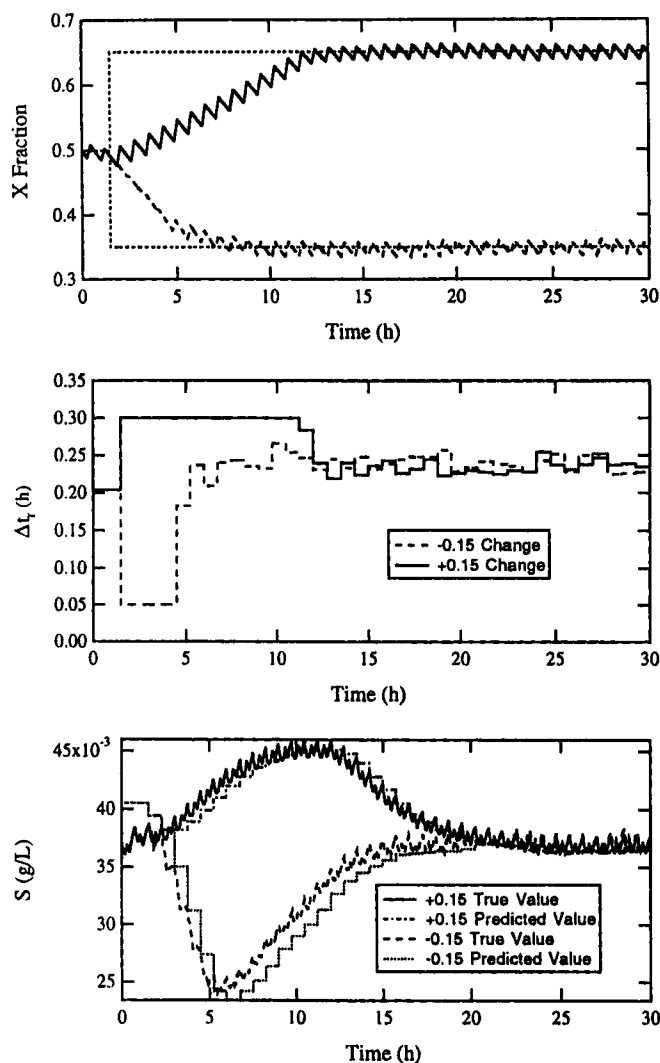 0.7
0.6
0.5
0.4
0.3
X Fraction
0 5 10 15 20 25 30
Time (h)
0.35
0.30
0.25
0.20
0.15
0.10
0.05
0.00
Δtᵣ (h)
-0.15 Change
+0.15 Change
0 5 10 15 20 25 30
Time (h)
45x10⁻³
40
35
30
25
S (g/L)
+0.15 True Value
+0.15 Predicted Value
-0.15 True Value
-0.15 Predicted Value
0 5 10 15 20 25 30
Time (h)